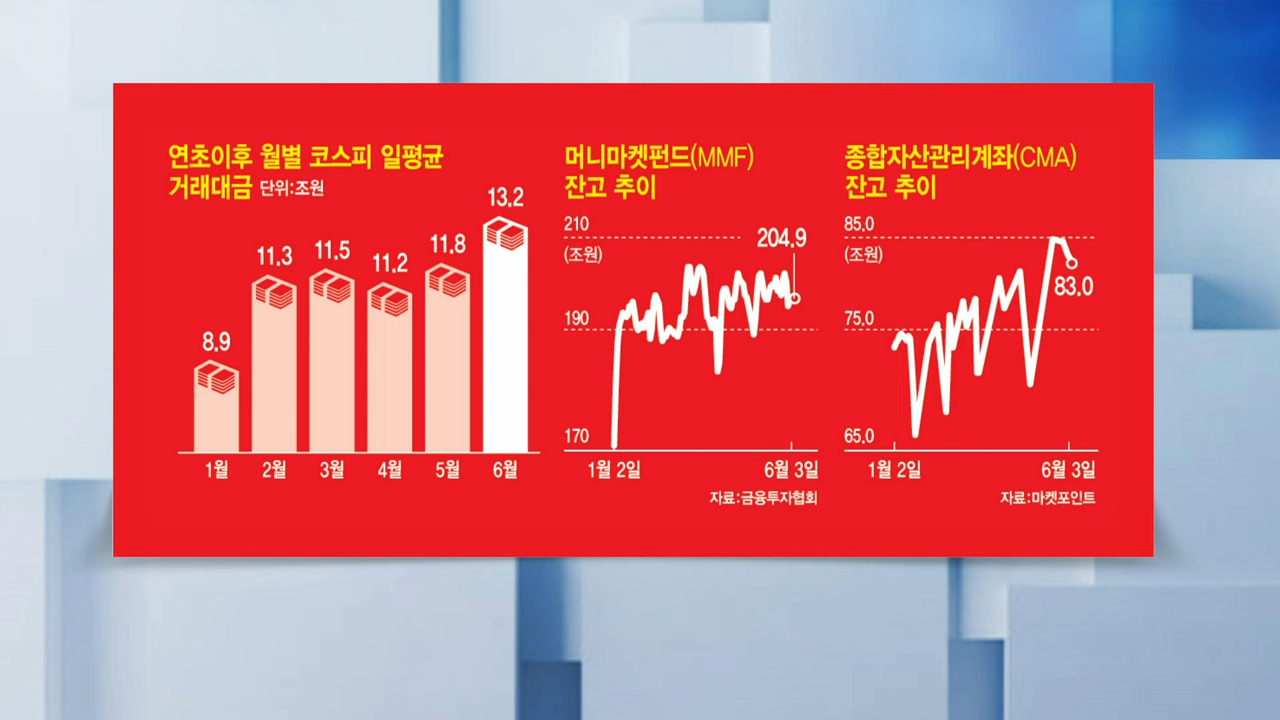 연초이후 월별 코스피 일평균
거래대금 단위:조원
8.9
11.3
11.5
11.2
11.8
13.2
1월
2월
3월
4월
5월
6월
머니마켓펀드(MMF)
잔고 추이
210
(조원)
204.9
190
170
1월 2일
6월 3일
자료:금융투자협회
종합자산관리계좌(CMA)
잔고 추이
85.0
(조원)
83.0
75.0
65.0
1월 2일
6월 3일
자료:마켓포인트